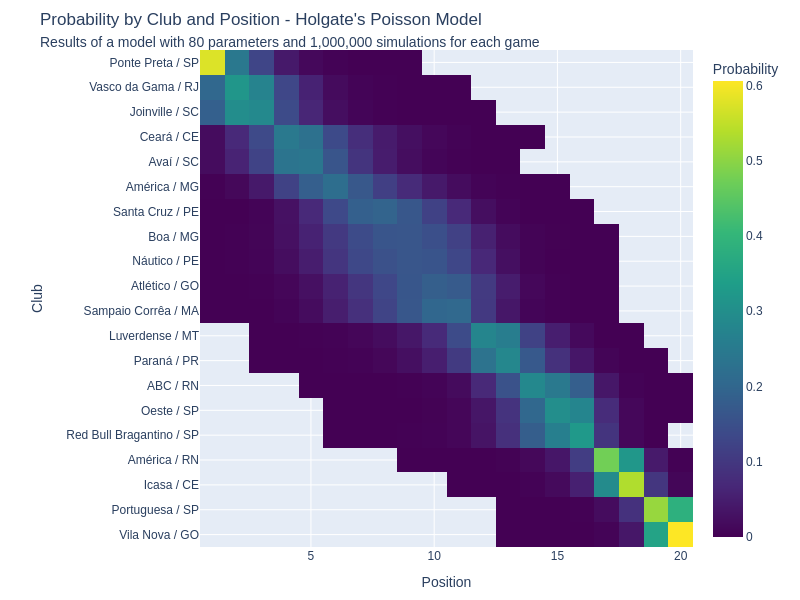 Probability by Club and Position - Holgate's Poisson Model
Results of a model with 80 parameters and 1,000,000 simulations for each game
Probability
Club
Ponte Preta / SP
Vasco da Gama / RJ
Joinville / SC
Ceará / CE
Avaí / SC
América / MG
Santa Cruz / PE
Boa / MG
Náutico / PE
Atlético / GO
Sampaio Corrêa / MA
Luverdense / MT
Paraná / PR
ABC / RN
Oeste / SP
Red Bull Bragantino / SP
América / RN
Icasa / CE
Portuguesa / SP
Vila Nova / GO
0.6
0.5
0.4
0.3
0.2
0.1
0
5 10 15 20
Position